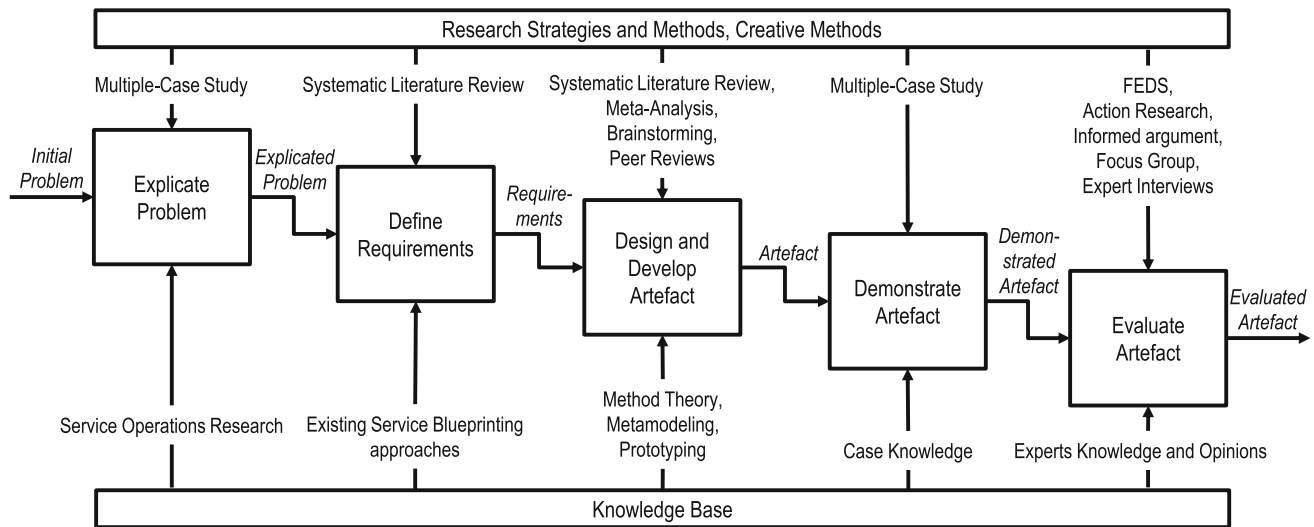 Research Strategies and Methods, Creative Methods
Multiple-Case Study
Systematic Literature Review
Systematic Literature Review,
Meta-Analysis,
Brainstorming,
Peer Reviews
Multiple-Case Study
FEDS,
Action Research,
Informed argument,
Focus Group,
Expert Interviews
Initial
Problem
Explicate
Problem
Explicated
Problem
Define
Requirements
Require-
ments
Design and
Develop
Artefact
Artefact
Demonstrate
Artefact
Demon-
strated
Artefact
Evaluate
Artefact
Evaluated
Artefact
Service Operations Research
Existing Service Blueprinting
approaches
Method Theory,
Metamodeling,
Prototyping
Case Knowledge
Experts Knowledge and Opinions
Knowledge Base